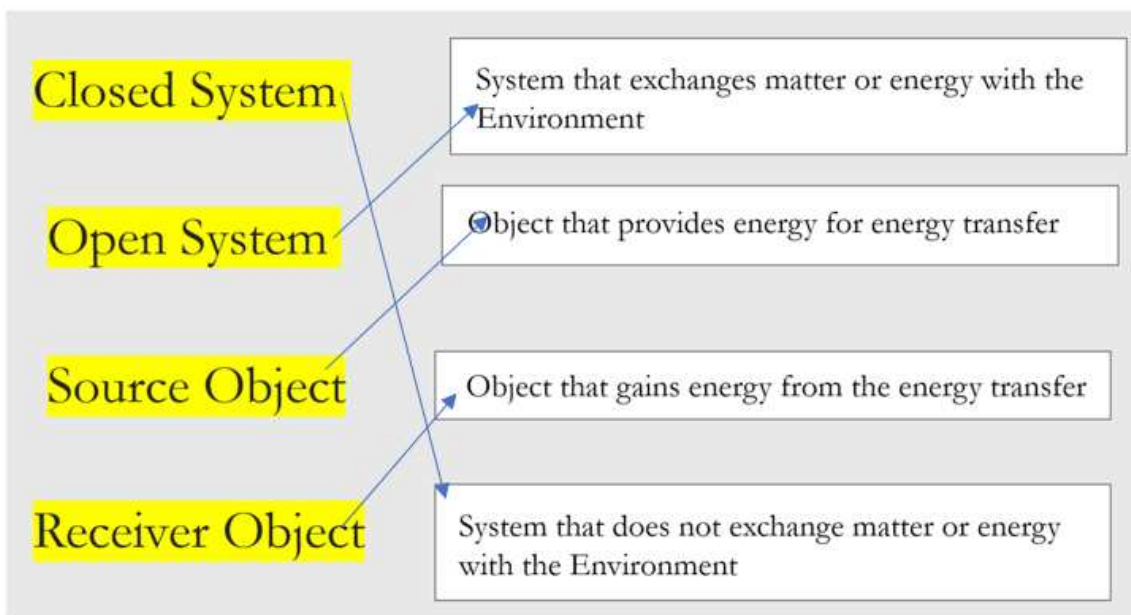 Closed System
System that exchanges matter or energy with the
Environment
Open System
Object that provides energy for energy transfer
Source Object
Object that gains energy from the energy transfer
Receiver Object
System that does not exchange matter or energy
with the Environment